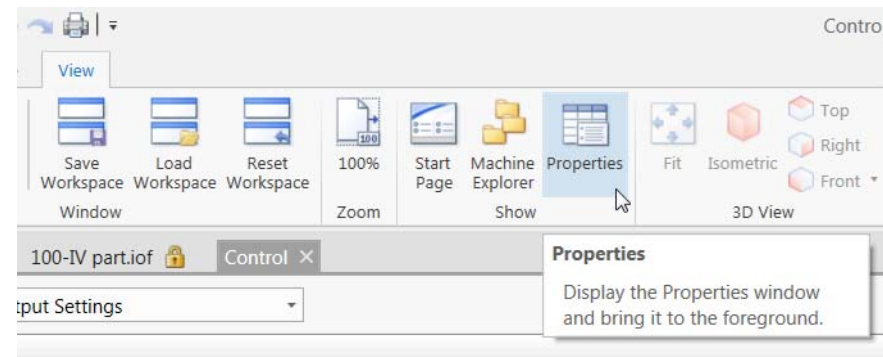 Contro
View
Save Workspace
Load Workspace
Reset Workspace
100
100%
Start Page
Machine Explorer
Properties
Fit
Isometric
Top
Right
Front
Window
Zoom
Show
3D View
100-IV part.iof
Control
tput Settings
Properties
Display the Properties window
and bring it to the foreground.